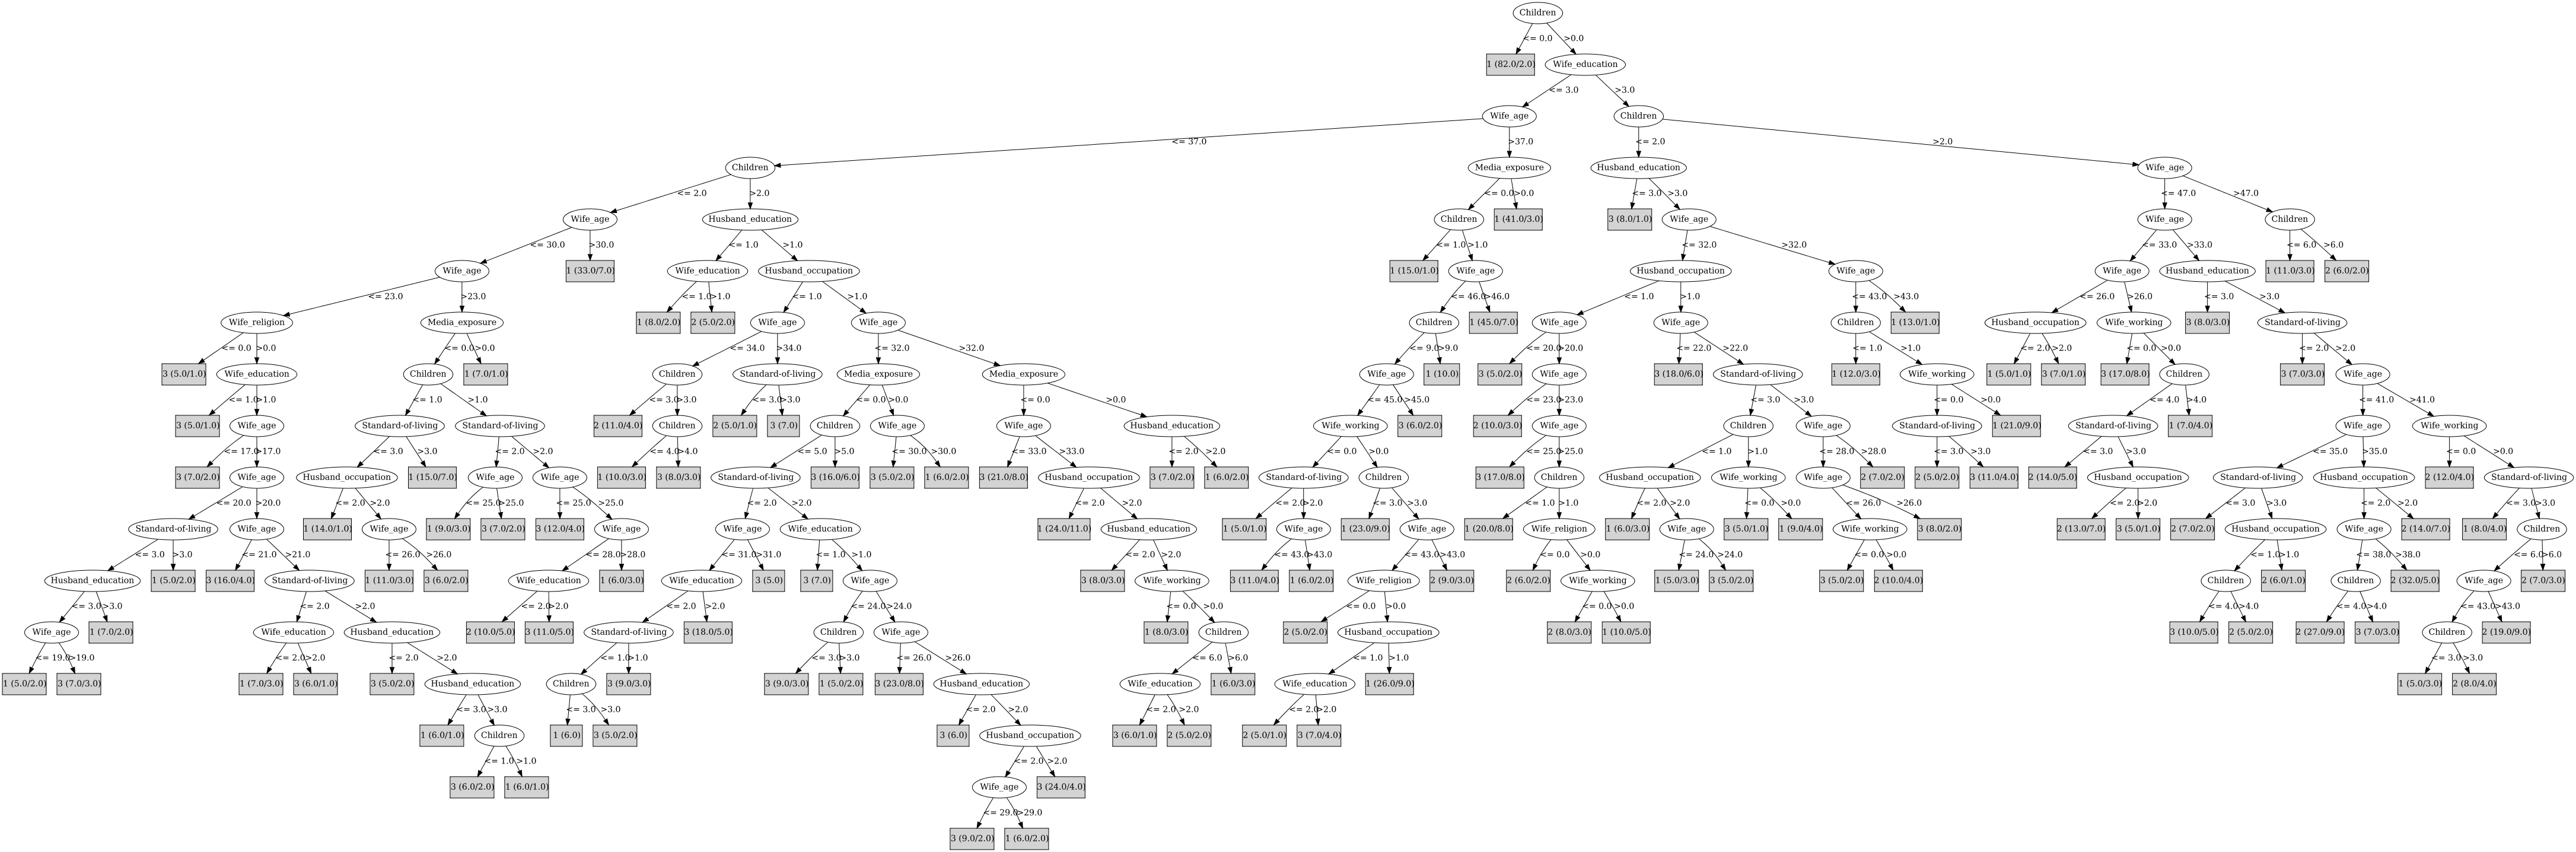 Children
<= 0.0 >0.0
1 (82.0/2.0) Wife_education
<= 3.0 >3.0
Wife_age Children
<= 37.0 >37.0 <= 2.0 >2.0
Children Media_exposure Husband_education Wife_age
<= 2.0 >2.0 <= 0.0 >0.0 <= 3.0 >3.0 <= 47.0 >47.0
Wife_age Husband_education Children 1 (41.0/3.0) 3 (8.0/1.0) Wife_age Wife_age Children
<= 30.0 >30.0 <= 1.0 >1.0 <= 1.0 >1.0 <= 32.0 >32.0 <= 33.0 >33.0 <= 6.0 >6.0
Wife_age 1 (33.0/7.0) Wife_education Husband_occupation 1 (15.0/1.0) Wife_age Husband_occupation Wife_age Wife_age Husband_education 1 (11.0/3.0) 2 (6.0/2.0)
<= 23.0 >23.0 <= 1.0 >1.0 <= 1.0 >1.0 <= 46.0 >46.0 <= 1.0 >1.0 <= 43.0 >43.0 <= 26.0 >26.0 <= 3.0 >3.0
Wife_religion Media_exposure 1 (8.0/2.0) 2 (5.0/2.0) Wife_age Wife_age Children 1 (45.0/7.0) Wife_age Wife_age Children 1 (13.0/1.0) Husband_occupation Wife_working 3 (8.0/3.0) Standard-of-living
<= 0.0 >0.0 <= 0.0 >0.0 <= 34.0 >34.0 <= 32.0 >32.0 <= 9.0 >9.0 <= 20.0 >20.0 <= 22.0 >22.0 <= 1.0 >1.0 <= 2.0 >2.0 <= 0.0 >0.0 <= 2.0 >2.0
3 (5.0/1.0) Wife_education Children 1 (7.0/1.0) Children Standard-of-living Media_exposure Media_exposure Wife_age 1 (10.0) 3 (5.0/2.0) Wife_age 3 (18.0/6.0) Standard-of-living 1 (12.0/3.0) Wife_working 1 (5.0/1.0) 3 (7.0/1.0) 3 (17.0/8.0) Children 3 (7.0/3.0) Wife_age
<= 1.0 >1.0 <= 1.0 >1.0 <= 3.0 >3.0 <= 3.0 >3.0 <= 0.0 >0.0 <= 0.0 >0.0 <= 45.0 >45.0 <= 23.0 >23.0 <= 3.0 >3.0 <= 0.0 >0.0 <= 4.0 >4.0 <= 41.0 >41.0
3 (5.0/1.0) Wife_age Standard-of-living Standard-of-living 2 (11.0/4.0) Children 2 (5.0/1.0) 3 (7.0) Children Wife_age Wife_age Husband_education Wife_working 3 (6.0/2.0) 2 (10.0/3.0) Wife_age Children Wife_age Standard-of-living 1 (21.0/9.0) Standard-of-living 1 (7.0/4.0) Wife_age Wife_working
<= 17.0 >17.0 <= 3.0 >3.0 <= 2.0 >2.0 <= 4.0 >4.0 <= 5.0 >5.0 <= 30.0 >30.0 <= 33.0 >33.0 <= 2.0 >2.0 <= 0.0 >0.0 <= 25.0 >25.0 <= 1.0 >1.0 <= 28.0 >28.0 <= 3.0 >3.0 <= 3.0 >3.0 <= 35.0 >35.0 <= 0.0 >0.0
3 (7.0/2.0) Wife_age Husband_occupation 1 (15.0/7.0) Wife_age Wife_age 1 (10.0/3.0) 3 (8.0/3.0) Standard-of-living 3 (16.0/6.0) 3 (5.0/2.0) 1 (6.0/2.0) 3 (21.0/8.0) Husband_occupation 3 (7.0/2.0) 1 (6.0/2.0) Standard-of-living Children 3 (17.0/8.0) Children Husband_occupation Wife_working Wife_age 2 (7.0/2.0) 2 (5.0/2.0) 3 (11.0/4.0) 2 (14.0/5.0) Husband_occupation Standard-of-living Husband_occupation 2 (12.0/4.0) Standard-of-living
<= 20.0 >20.0 <= 2.0 >2.0 <= 25.0 >25.0 <= 25.0 >25.0 <= 2.0 >2.0 <= 2.0 >2.0 <= 2.0 >2.0 <= 3.0 >3.0 <= 1.0 >1.0 <= 2.0 >2.0 <= 0.0 >0.0 <= 26.0 >26.0 <= 2.0 >2.0 <= 3.0 >3.0 <= 2.0 >2.0 <= 3.0 >3.0
Standard-of-living Wife_age 1 (14.0/1.0) Wife_age 1 (9.0/3.0) 3 (7.0/2.0) 3 (12.0/4.0) Wife_age Wife_age Wife_education 1 (24.0/11.0) Husband_education 1 (5.0/1.0) Wife_age 1 (23.0/9.0) Wife_age 1 (20.0/8.0) Wife_religion 1 (6.0/3.0) Wife_age 3 (5.0/1.0) 1 (9.0/4.0) Wife_working 3 (8.0/2.0) 2 (13.0/7.0) 3 (5.0/1.0) 2 (7.0/2.0) Husband_occupation Wife_age 2 (14.0/7.0) 1 (8.0/4.0) Children
<= 3.0 >3.0 <= 21.0 >21.0 <= 26.0 >26.0 <= 28.0 >28.0 <= 31.0 >31.0 <= 1.0 >1.0 <= 2.0 >2.0 <= 43.0 >43.0 <= 43.0 >43.0 <= 0.0 >0.0 <= 24.0 >24.0 <= 0.0 >0.0 <= 1.0 >1.0 <= 38.0 >38.0 <= 6.0 >6.0
Husband_education 1 (5.0/2.0) 3 (16.0/4.0) Standard-of-living 1 (11.0/3.0) 3 (6.0/2.0) Wife_education 1 (6.0/3.0) Wife_education 3 (5.0) 3 (7.0) Wife_age 3 (8.0/3.0) Wife_working 3 (11.0/4.0) 1 (6.0/2.0) Wife_religion 2 (9.0/3.0) 2 (6.0/2.0) Wife_working 1 (5.0/3.0) 3 (5.0/2.0) 3 (5.0/2.0) 2 (10.0/4.0) Children 2 (6.0/1.0) Children 2 (32.0/5.0) Wife_age 2 (7.0/3.0)
<= 3.0 >3.0 <= 2.0 >2.0 <= 2.0 >2.0 <= 2.0 >2.0 <= 24.0 >24.0 <= 0.0 >0.0 <= 0.0 >0.0 <= 0.0 >0.0 <= 4.0 >4.0 <= 4.0 >4.0 <= 43.0 >43.0
Wife_age 1 (7.0/2.0) Wife_education Husband_education 2 (10.0/5.0) 3 (11.0/5.0) Standard-of-living 3 (18.0/5.0) Children Wife_age 1 (8.0/3.0) Children 2 (5.0/2.0) Husband_occupation 2 (8.0/3.0) 1 (10.0/5.0) 3 (10.0/5.0) 2 (5.0/2.0) 2 (27.0/9.0) 3 (7.0/3.0) Children 2 (19.0/9.0)
<= 19.0 >19.0 <= 2.0 >2.0 <= 2.0 >2.0 <= 1.0 >1.0 <= 3.0 >3.0 <= 26.0 >26.0 <= 6.0 >6.0 <= 1.0 >1.0 <= 3.0 >3.0
1 (5.0/2.0) 3 (7.0/3.0) 1 (7.0/3.0) 3 (6.0/1.0) 3 (5.0/2.0) Husband_education Children 3 (9.0/3.0) 3 (9.0/3.0) 1 (5.0/2.0) 3 (23.0/8.0) Husband_education Wife_education 1 (6.0/3.0) Wife_education 1 (26.0/9.0) 1 (5.0/3.0) 2 (8.0/4.0)
<= 3.0 >3.0 <= 3.0 >3.0 <= 2.0 >2.0 <= 2.0 >2.0 <= 2.0 >2.0
1 (6.0/1.0) Children 1 (6.0) 3 (5.0/2.0) 3 (6.0) Husband_occupation 3 (6.0/1.0) 2 (5.0/2.0) 2 (5.0/1.0) 3 (7.0/4.0)
<= 1.0 >1.0 <= 2.0 >2.0
3 (6.0/2.0) 1 (6.0/1.0) Wife_age 3 (24.0/4.0)
<= 29.0 >29.0
3 (9.0/2.0) 1 (6.0/2.0)